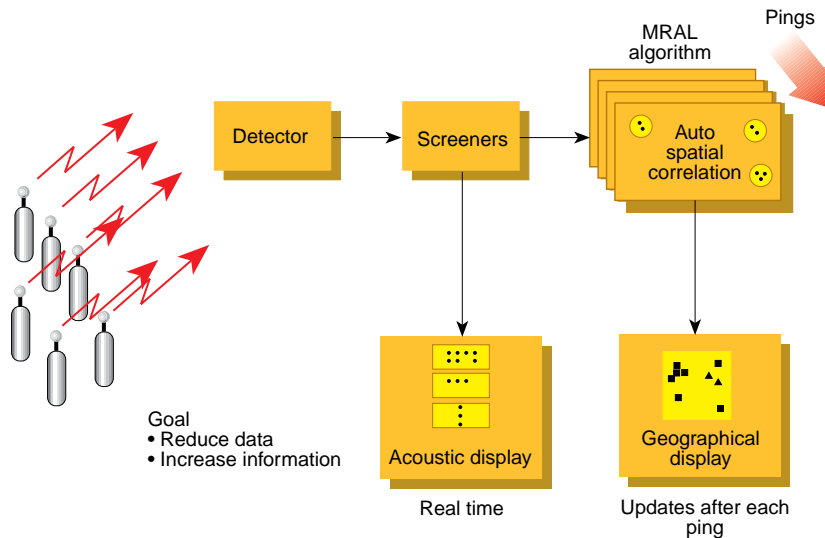 MRAL
algorithm
Pings
Detector
Screeners
Auto
spatial
correlation
Goal
• Reduce data
• Increase information
Acoustic display
Real time
Geographical
display
Updates after each
ping